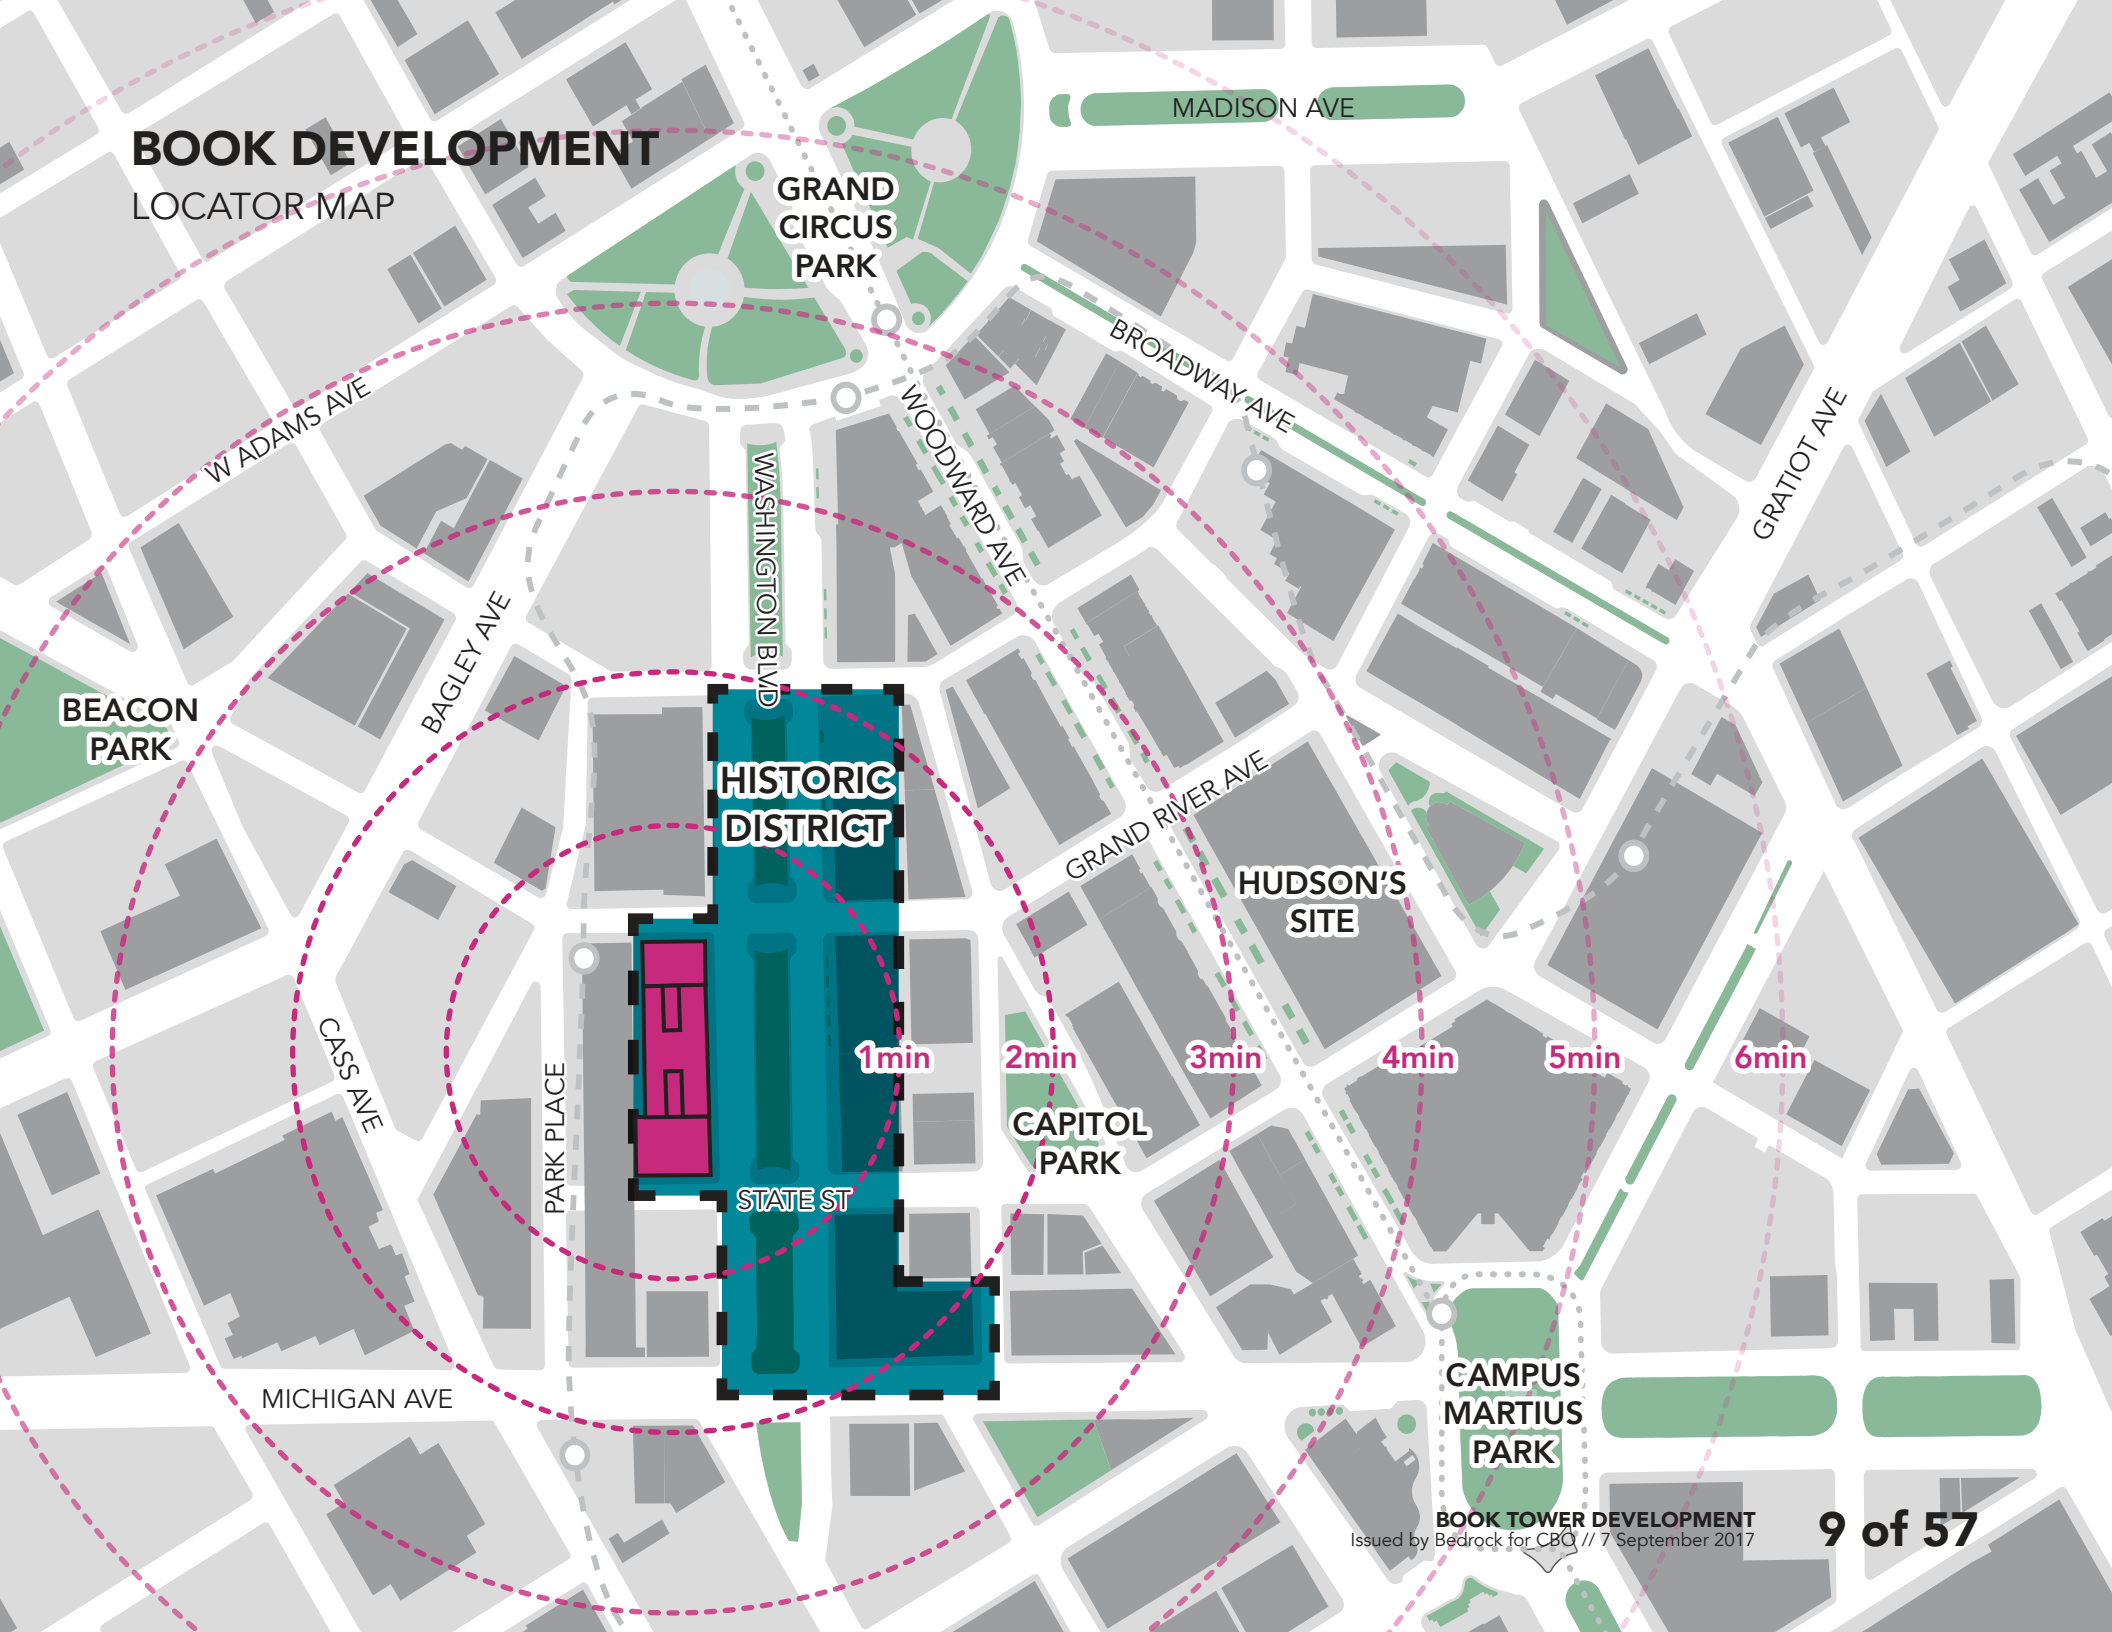 BOOK DEVELOPMENT
LOCATOR MAP
MADISON AVE
GRAND
CIRCUS
PARK
BROADWAY AVE
W ADAMS AVE
WOODWARD AVE
GRATIOT AVE
WASHINGTON BLVD
BAGLEY AVE
BEACON
PARK
HISTORIC
DISTRICT
GRAND RIVER AVE
HUDSON'S
SITE
CASS AVE
PARK PLACE
1min
2min
3min
4min
5min
6min
CAPITOL
PARK
STATE ST
MICHIGAN AVE
CAMPUS
MARTIUS
PARK
BOOK TOWER DEVELOPMENT
Issued by Bedrock for CBO // 7 September 2017
9 of 57